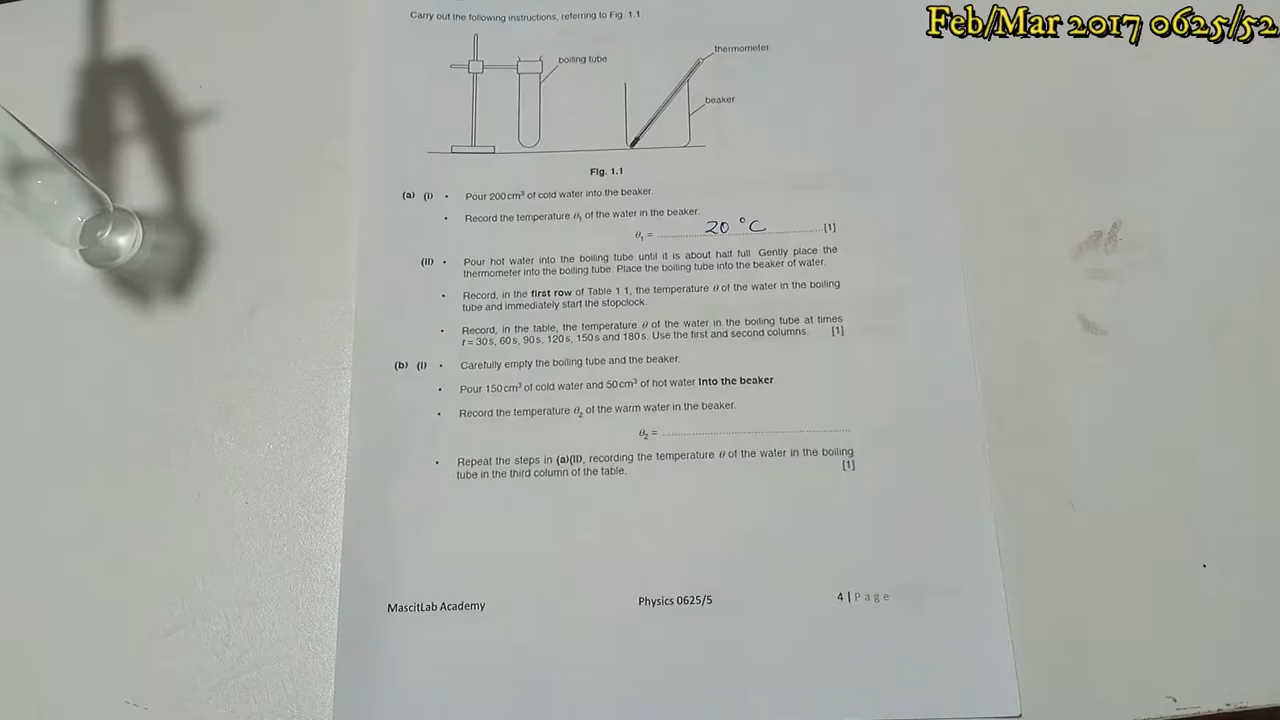 Feb/Mar 2017 0625/52
Carry out the following instructions, referring to Fig. 1.1
thermometer
boiling tube
beaker
Fig. 1.1
(a) (i) • Pour 200 cm³ of cold water into the beaker.
• Record the temperature θ₁ of the water in the beaker.
θ₁ = 20 °C [1]
(ii) • Pour hot water into the boiling tube until it is about half full. Gently place the
thermometer into the boiling tube. Place the boiling tube into the beaker of water.
• Record, in the first row of Table 1.1, the temperature θ of the water in the boiling
tube and immediately start the stopclock.
• Record, in the table, the temperature θ of the water in the boiling tube at times
t = 30 s, 60 s, 90 s, 120 s, 150 s and 180 s. Use the first and second columns. [1]
(b) (i) • Carefully empty the boiling tube and the beaker.
• Pour 150 cm³ of cold water and 50 cm³ of hot water into the beaker.
• Record the temperature θ₂ of the warm water in the beaker.
θ₂ = ..............................
• Repeat the steps in (a)(ii), recording the temperature θ of the water in the boiling
tube in the third column of the table. [1]
MascitLab Academy Physics 0625/5 4 | Page